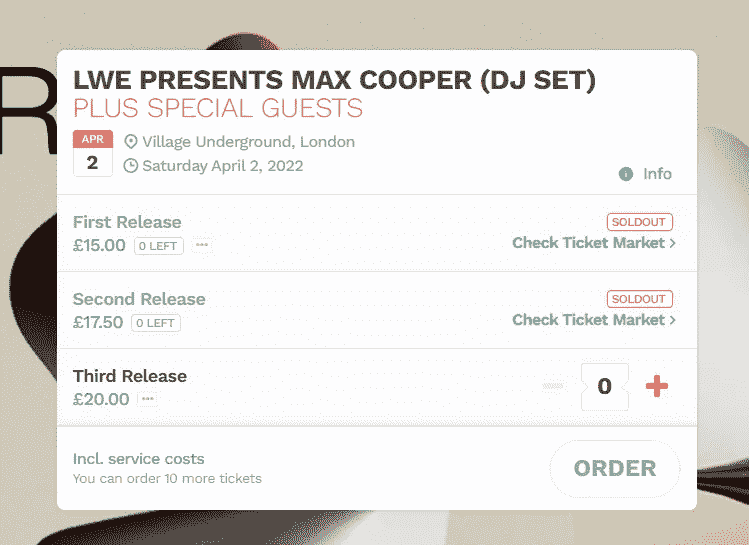 R
LWE PRESENTS MAX COOPER (DJ SET)
PLUS SPECIAL GUESTS
APR
2
Village Underground, London
Saturday April 2, 2022
Info
First Release
SOLDOUT
£15.00 0 LEFT ...
Check Ticket Market >
Second Release
SOLDOUT
£17.50 0 LEFT
Check Ticket Market >
Third Release
£20.00 ...
0
Incl. service costs
You can order 10 more tickets
ORDER